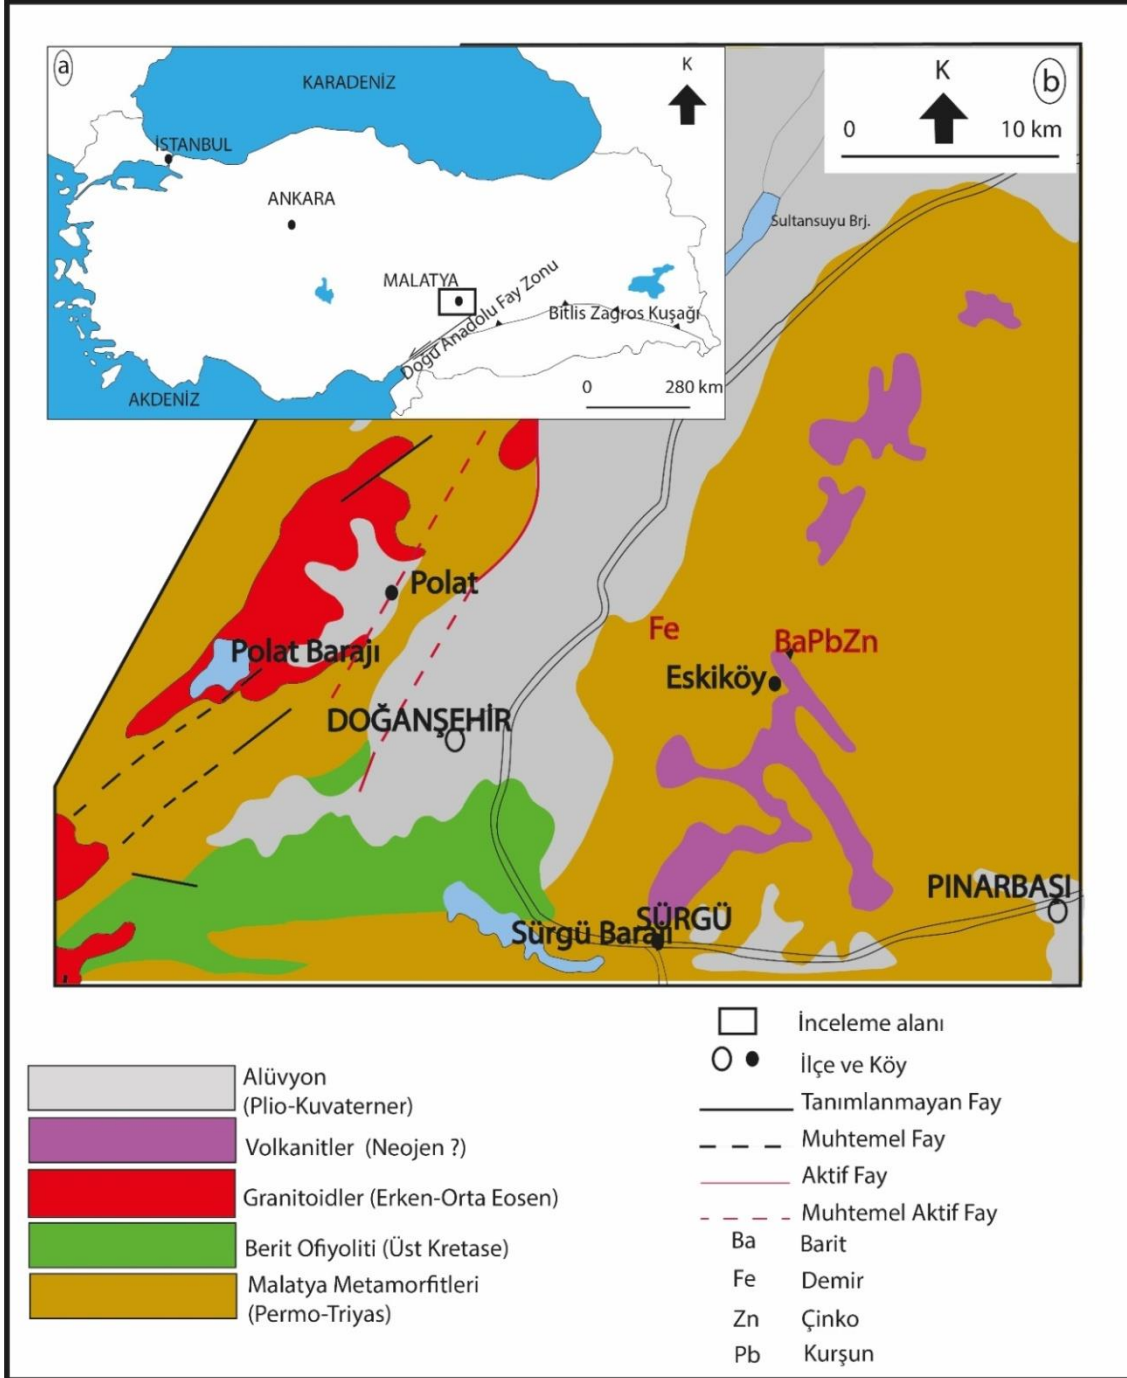 a
KARADENİZ
K
İSTANBUL
ANKARA
MALATYA
Doğu Anadolu Fay Zonu
Bitlis Zagros Kuşağı
AKDENİZ
0 280 km
b
K
0 10 km
Sultansuyu Brj.
Polat
Fe
BaPbZn
Polat Barajı
Eskiköy
DOĞANŞEHİR
PINARBAŞI
SÜRGÜ
Sürgü Barajı
Alüvyon
(Plio-Kuvaterner)
Volkanitler (Neojen ?)
Granitoidler (Erken-Orta Eosen)
Berit Ofiyoliti (Üst Kretase)
Malatya Metamorfitleri
(Permo-Triyas)
İnceleme alanı
İlçe ve Köy
Tanımlanmayan Fay
Muhtemel Fay
Aktif Fay
Muhtemel Aktif Fay
Ba Barit
Fe Demir
Zn Çinko
Pb Kurşun